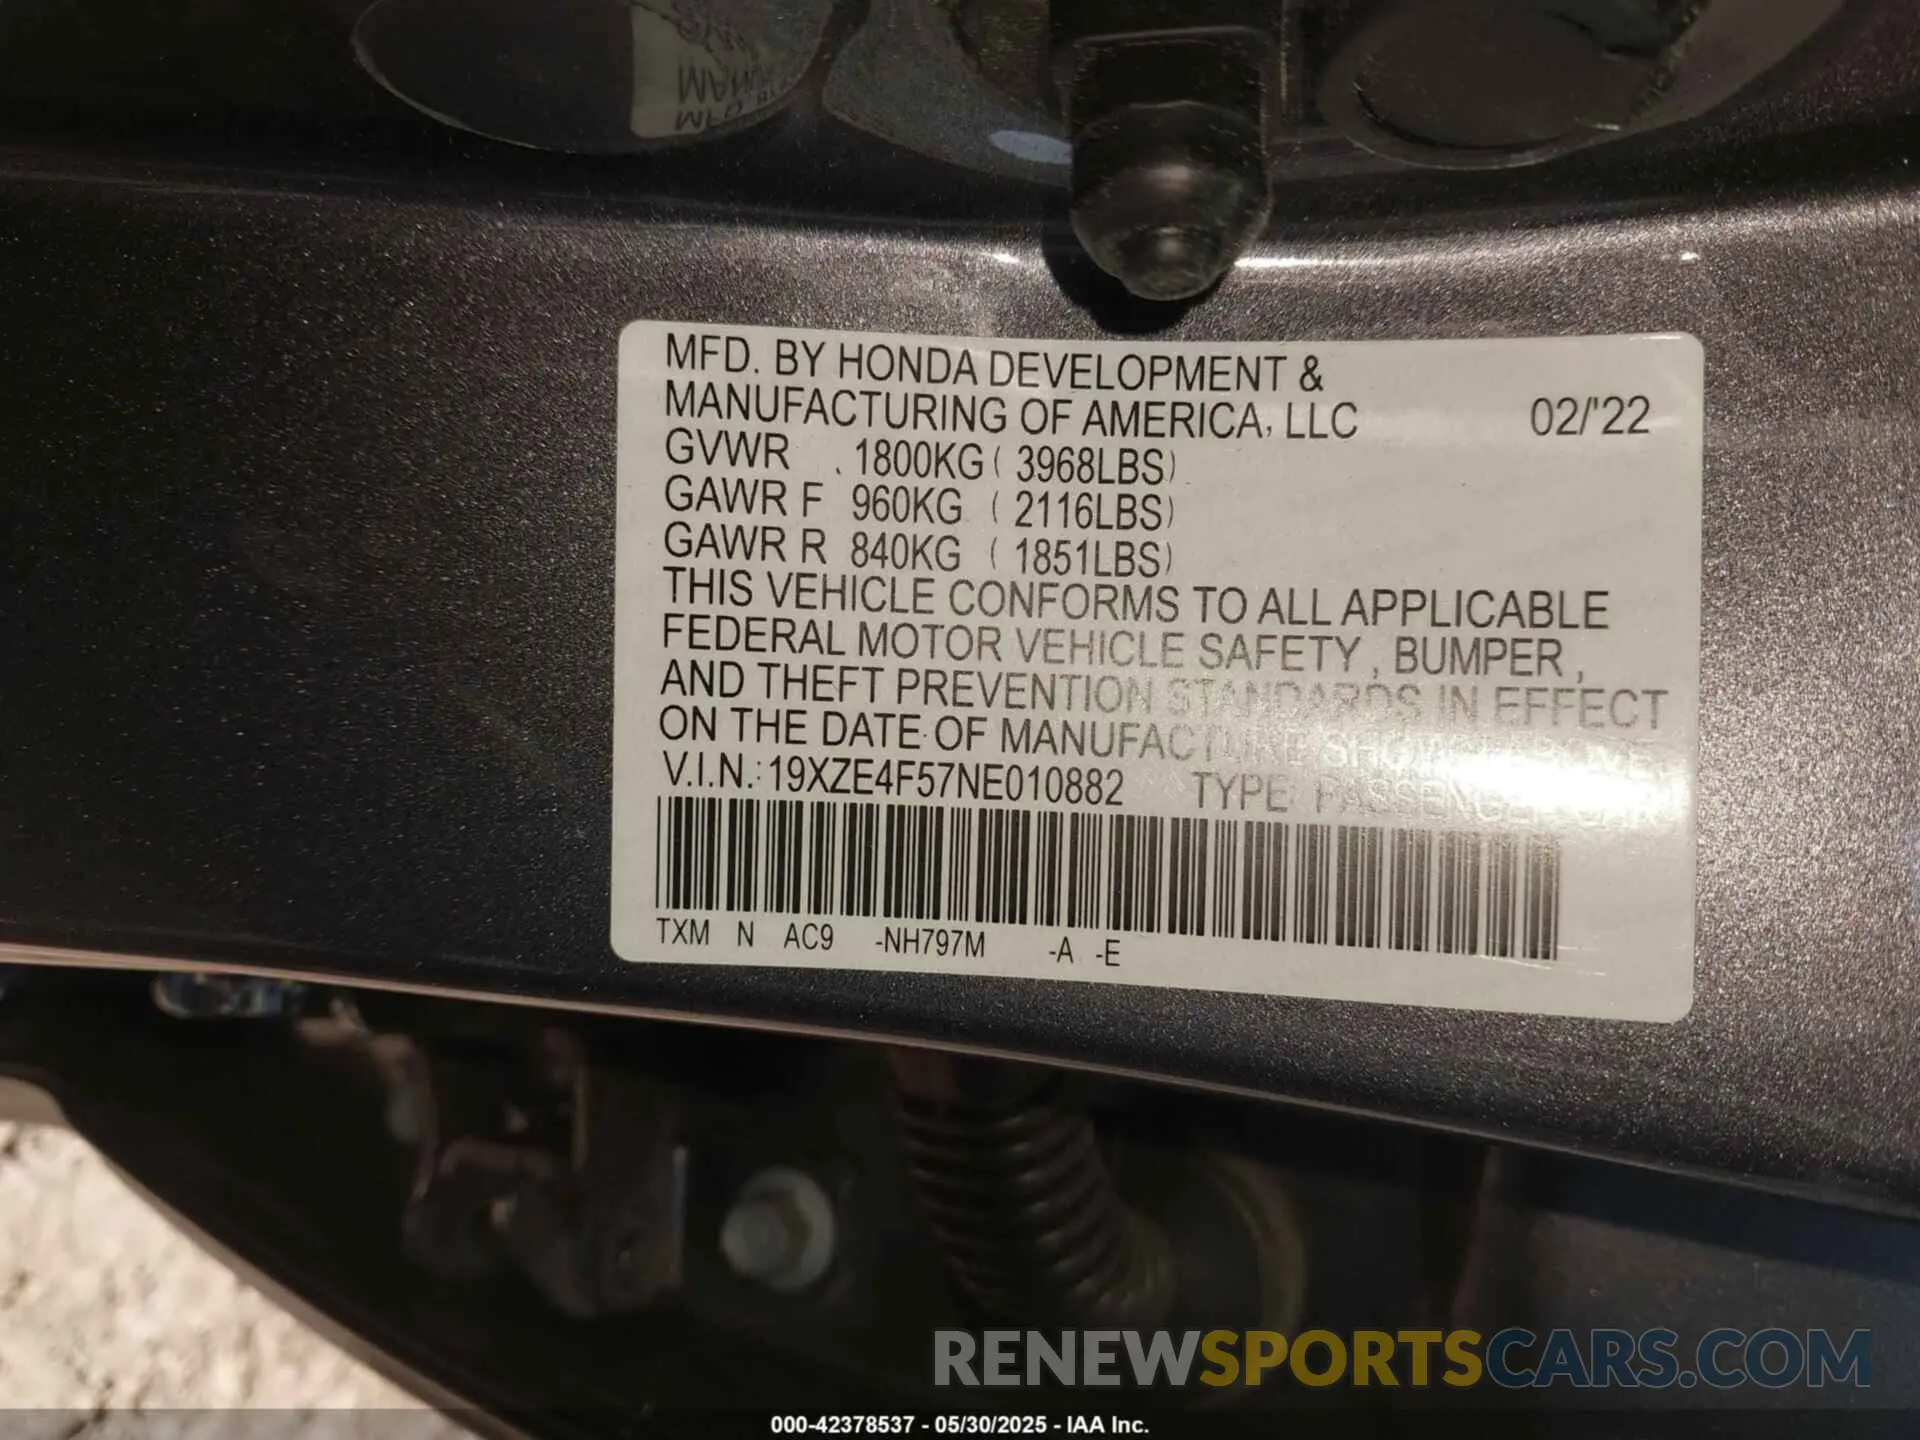 MFD. BY HONDA DEVELOPMENT &
MANUFACTURING OF AMERICA, LLC 02/'22
GVWR 1800KG ( 3968LBS)
GAWR F 960KG ( 2116LBS)
GAWR R 840KG ( 1851LBS)
THIS VEHICLE CONFORMS TO ALL APPLICABLE
FEDERAL MOTOR VEHICLE SAFETY , BUMPER ,
AND THEFT PREVENTION STANDARDS IN EFFECT
ON THE DATE OF MANUFACTURE
V.I.N.: 19XZE4F57NE010882 TYPE: PASSENGER
TXM N AC9 -NH797M -A -E
RENEWSPORTSCARS.COM
000-42378537 - 05/30/2025 - IAA Inc.